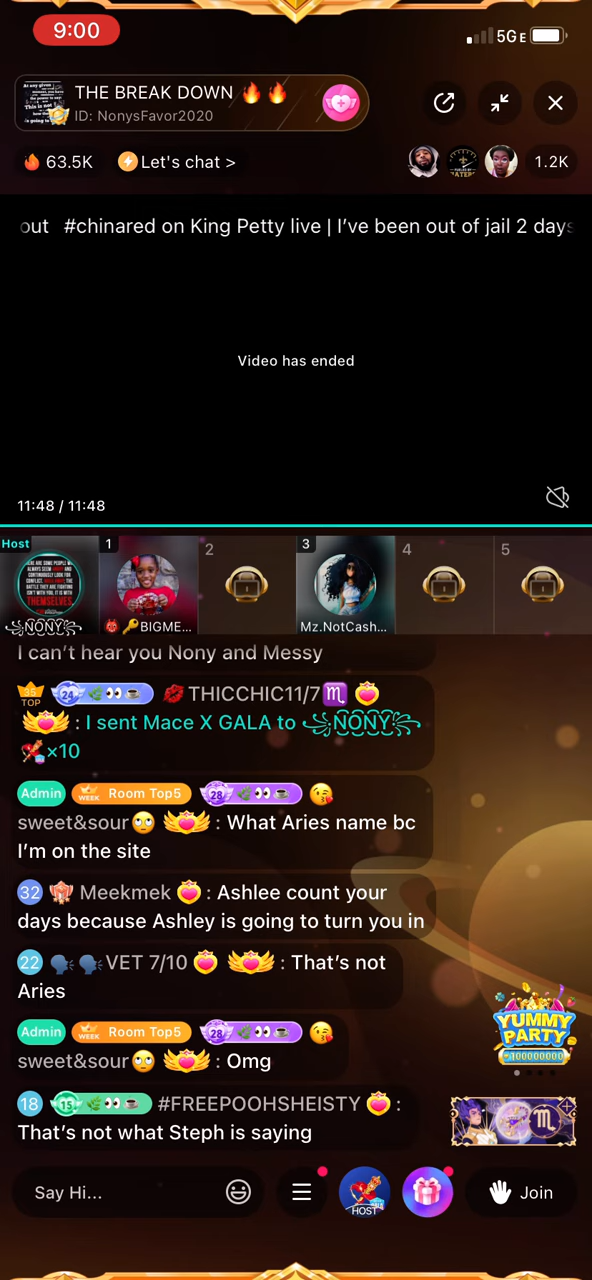 9:00
5G E
THE BREAK DOWN 🔥🔥
ID: NonysFavor2020
🔥 63.5K
Let's chat >
1.2K
out #chinared on King Petty live | I've been out of jail 2 days
Video has ended
11:48 / 11:48
Host 1 2 3 4 5
THEMSELVES
꧁NONY꧂ 👹🔑BIGME... Mz.NotCash...
I can't hear you Nony and Messy
35 TOP 24 🌿👀☕ 💋THICCHIC11/7♏
: I sent Mace X GALA to ꧁NONY꧂
×10
Admin WEEK Room Top5 28 🌿👀☕ 😘
sweet&sour🙄 : What Aries name bc
I'm on the site
32 Meekmek : Ashlee count your
days because Ashley is going to turn you in
22 🗣🗣VET 7/10 : That's not
Aries
Admin WEEK Room Top5 28 🌿👀☕ 😘
sweet&sour🙄 : Omg
YUMMY
PARTY
100000000
18 15 🌿👀☕ #FREEPOOHSHEISTY :
That's not what Steph is saying
Say Hi...
HOST
Join